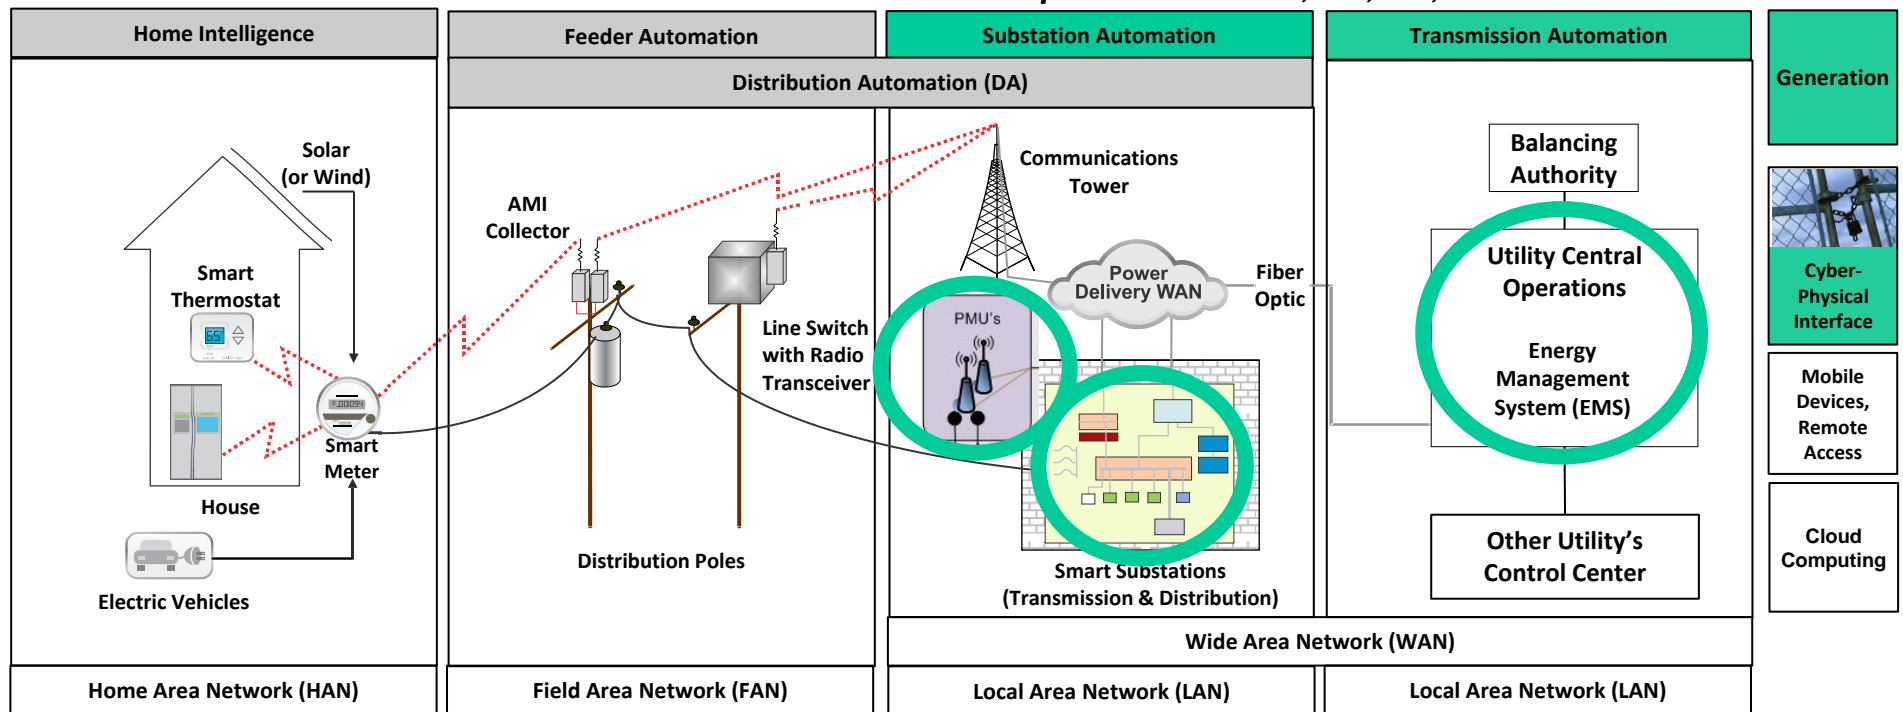 Home Intelligence
Feeder Automation
Substation Automation
Transmission Automation
Generation
Distribution Automation (DA)
Solar
(or Wind)
Smart
Thermostat
65
Smart
Meter
House
Electric Vehicles
AMI
Collector
Line Switch
with Radio
Transceiver
Distribution Poles
Communications
Tower
Power
Delivery WAN
Fiber
Optic
PMU's
Smart Substations
(Transmission & Distribution)
Balancing
Authority
Utility Central
Operations
Energy
Management
System (EMS)
Other Utility’s
Control Center
Cyber-
Physical
Interface
Mobile
Devices,
Remote
Access
Cloud
Computing
Wide Area Network (WAN)
Home Area Network (HAN)
Field Area Network (FAN)
Local Area Network (LAN)
Local Area Network (LAN)